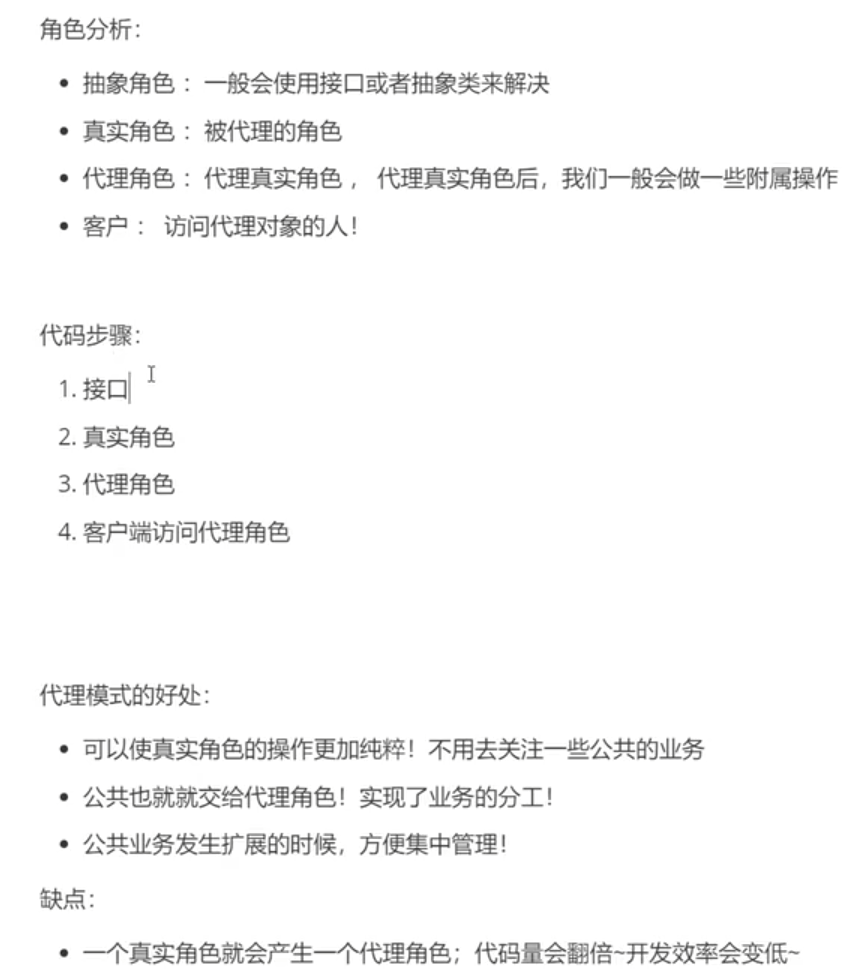 角色分析：
• 抽象角色 ：一般会使用接口或者抽象类来解决
• 真实角色 ：被代理的角色
• 代理角色 ：代理真实角色 ， 代理真实角色后，我们一般会做一些附属操作
• 客户 ： 访问代理对象的人！
代码步骤：
1. 接口
2. 真实角色
3. 代理角色
4. 客户端访问代理角色
代理模式的好处：
• 可以使真实角色的操作更加纯粹！不用去关注一些公共的业务
• 公共也就就交给代理角色！实现了业务的分工！
• 公共业务发生扩展的时候，方便集中管理！
缺点：
• 一个真实角色就会产生一个代理角色；代码量会翻倍~开发效率会变低~